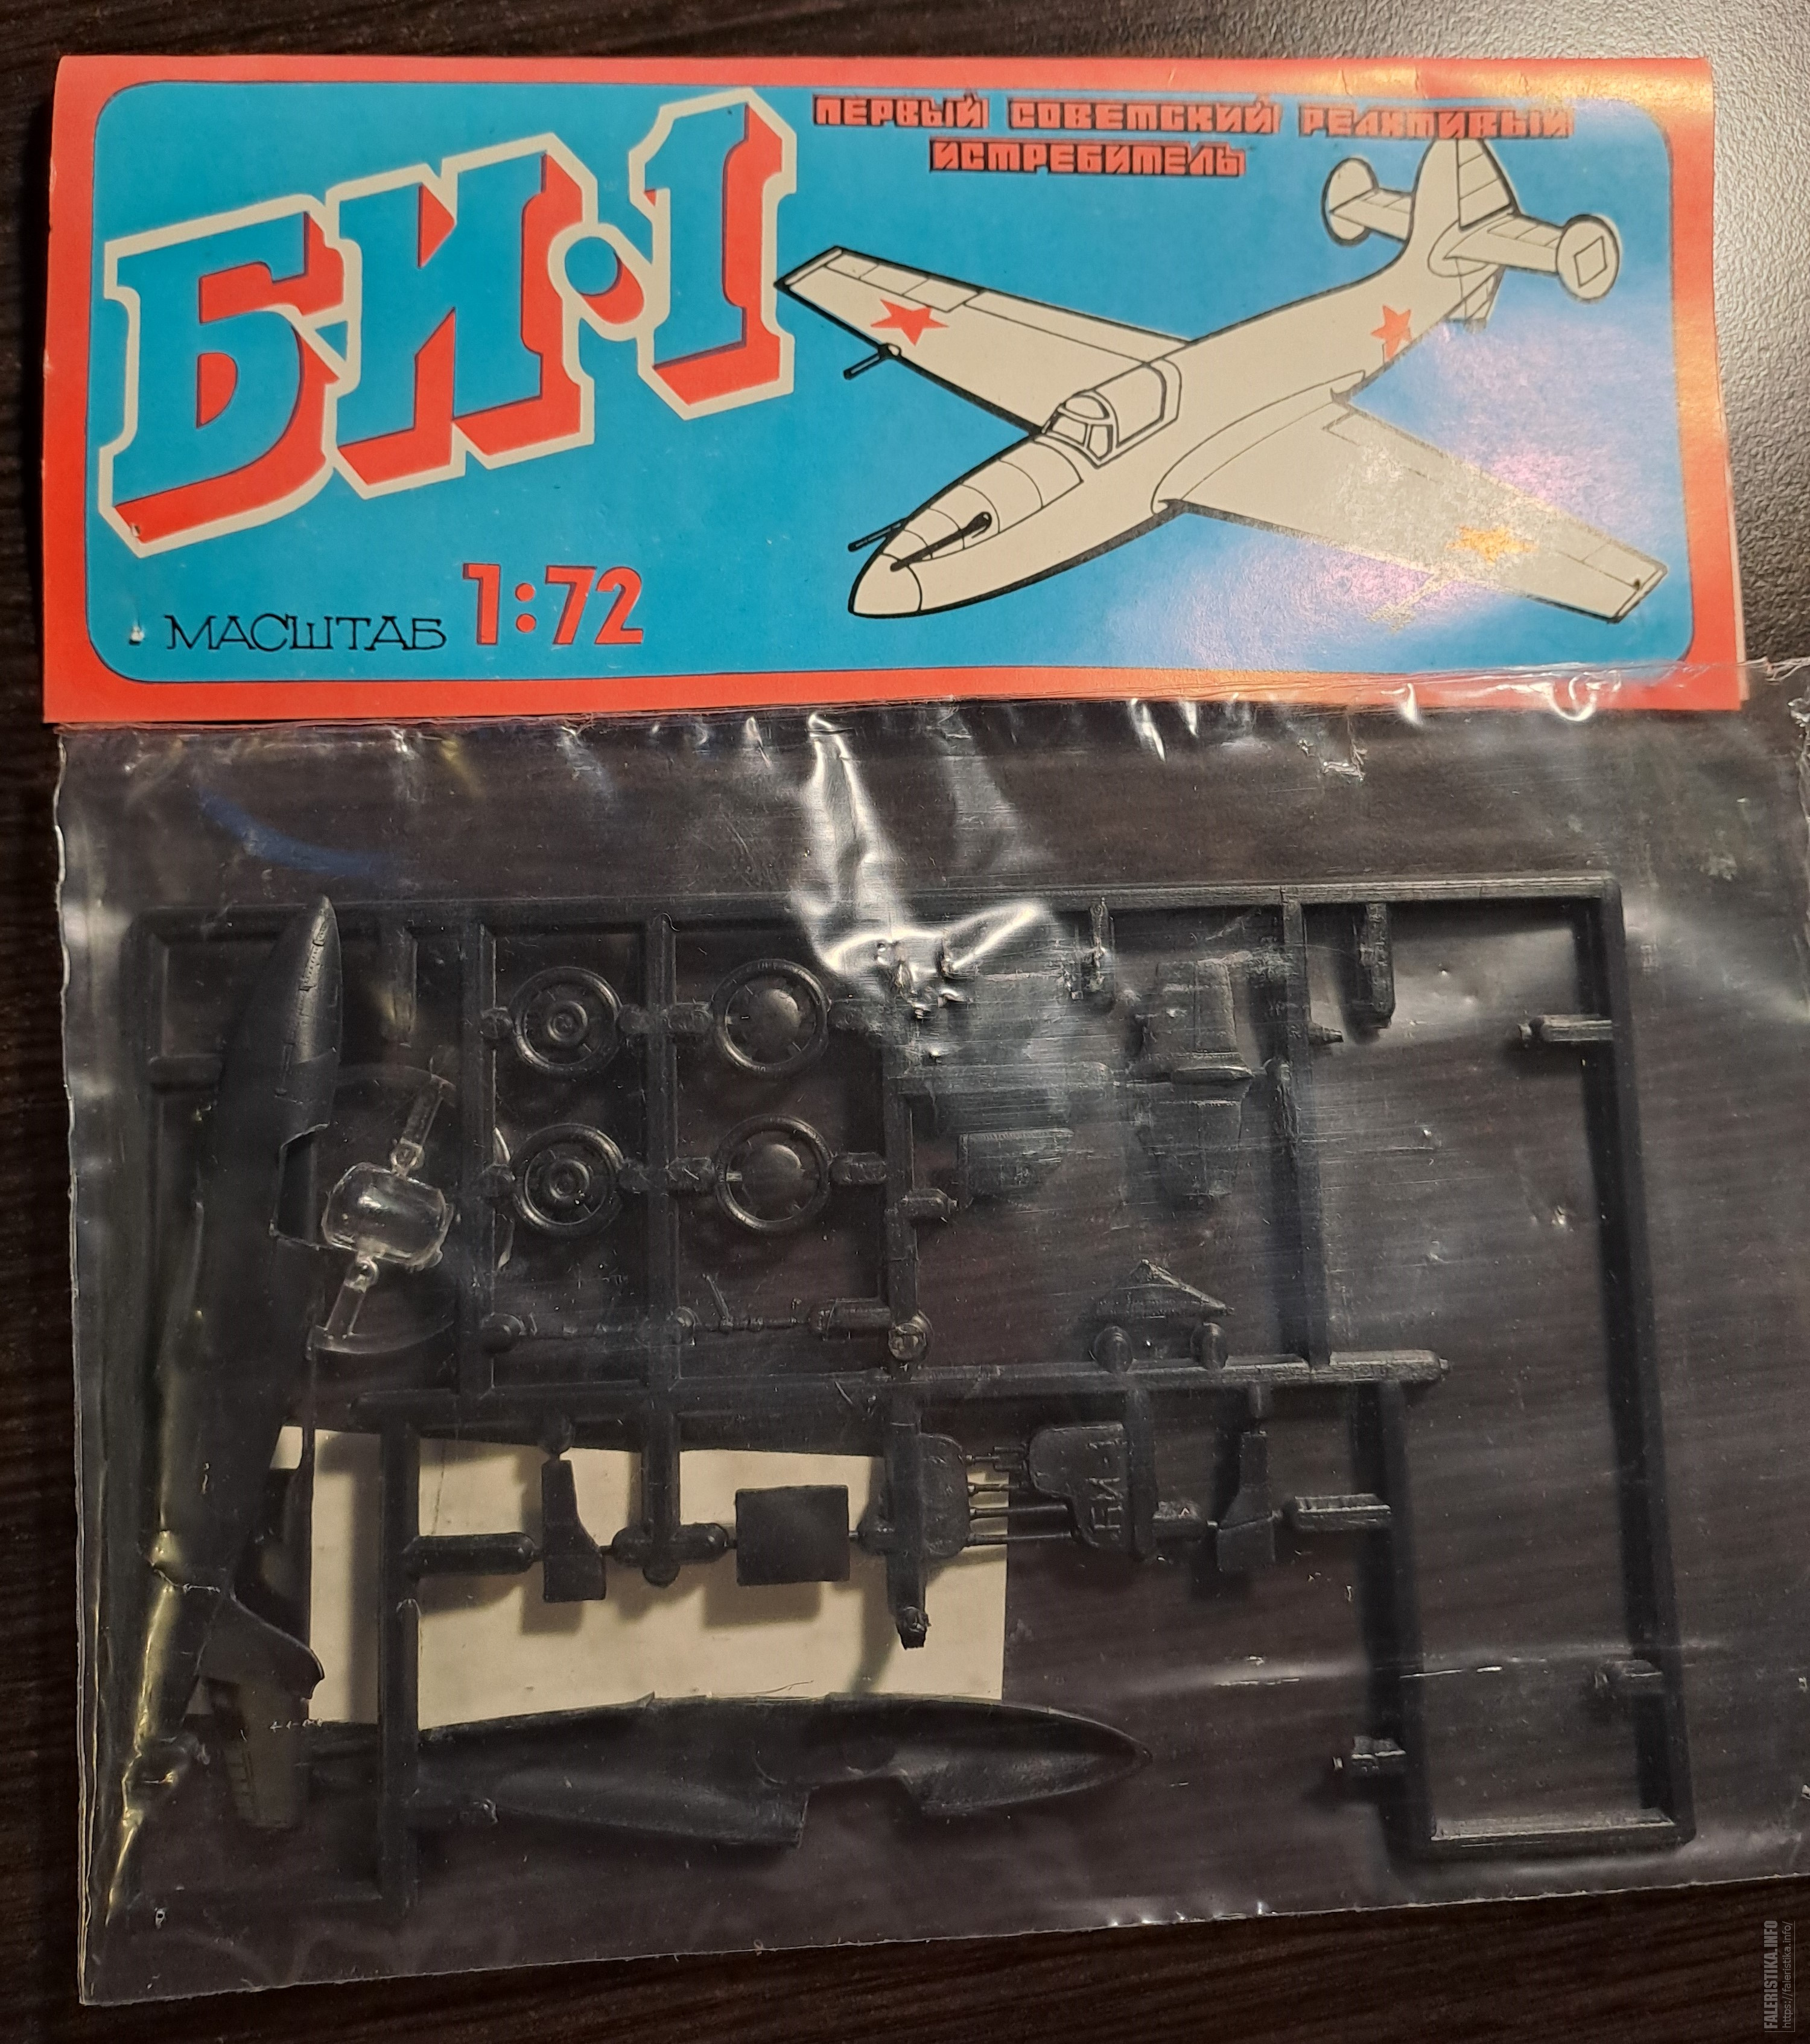 БИ-1
ПЕРВЫЙ СОВЕТСКИЙ РЕАКТИВНЫЙ
ИСТРЕБИТЕЛЬ
МАСШТАБ 1:72
БИ-1
FALERISTIKA.INFO
https://faleristika.info/